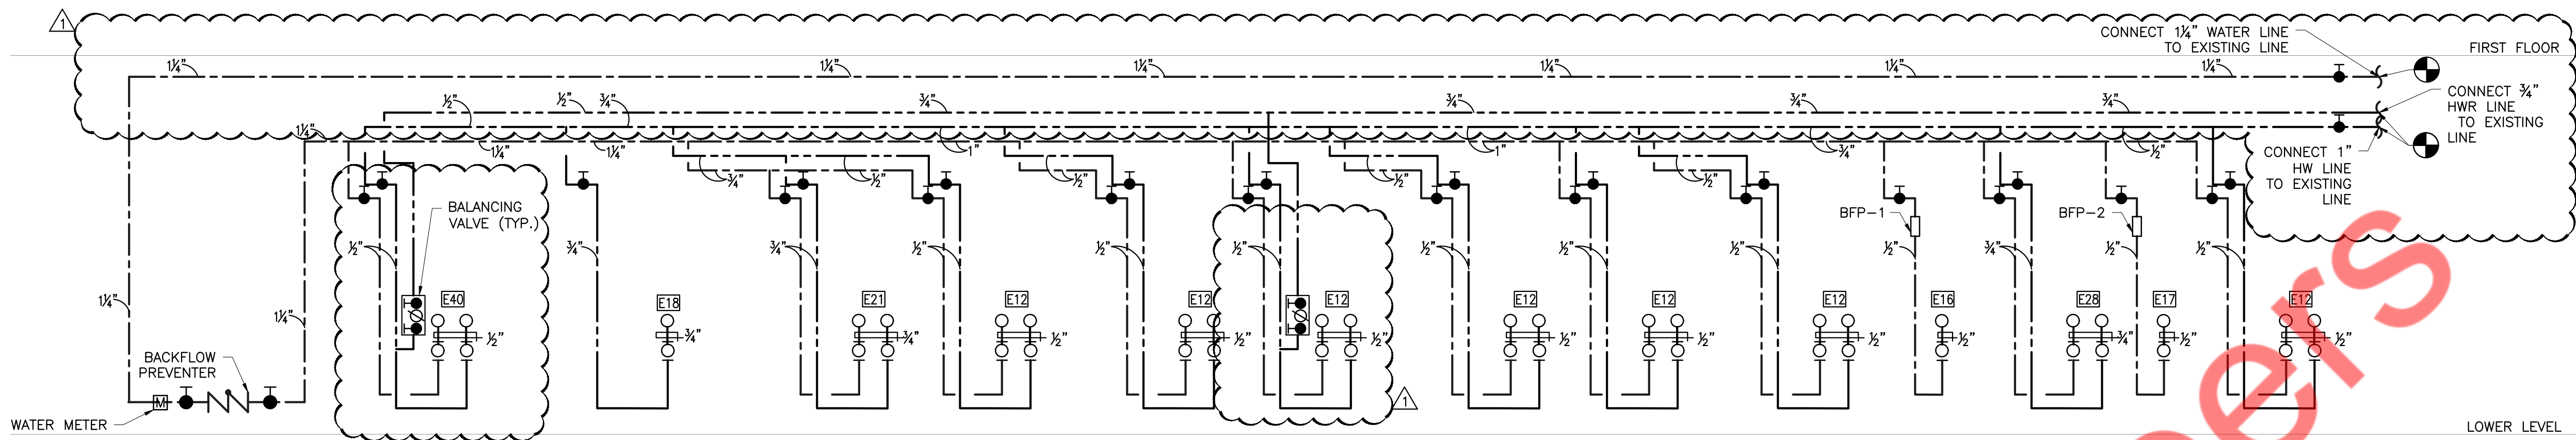 1
CONNECT 1¼" WATER LINE
TO EXISTING LINE
FIRST FLOOR
1¼" 1¼" 1¼" 1¼" 1¼" 1¼"
½" ½" ¾" ¾" ¾" ¾" ¾"
CONNECT ¾"
HWR LINE
TO EXISTING
LINE
1¼"
1¼" 1¼" 1" 1" ¾" ½"
CONNECT 1"
HW LINE
TO EXISTING
LINE
¾" ½" ½" ½" ½"
BALANCING
VALVE (TYP.)
BFP-1
BFP-2
½" ¾" ¾" ½" ½" ½" ½" ½" ½" ½" ¾" ½" ½"
1¼" 1¼"
E40 E18 E21 E12 E12 E12 E12 E12 E12 E16 E28 E17 E12
½" ¾" ¾" ½" ½" ½" ½" ½" ½" ½" ¾" ½" ½"
BACKFLOW
PREVENTER
M
1
WATER METER
LOWER LEVEL
ers